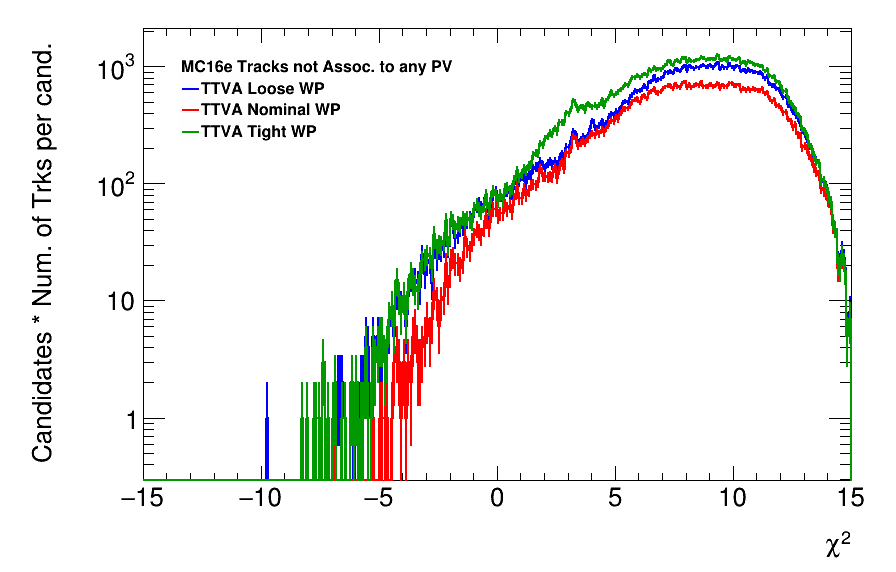 Candidates * Num. of Trks per cand.
10³
10²
10
1
MC16e Tracks not Assoc. to any PV
TTVA Loose WP
TTVA Nominal WP
TTVA Tight WP
−15 −10 −5 0 5 10 15
χ²